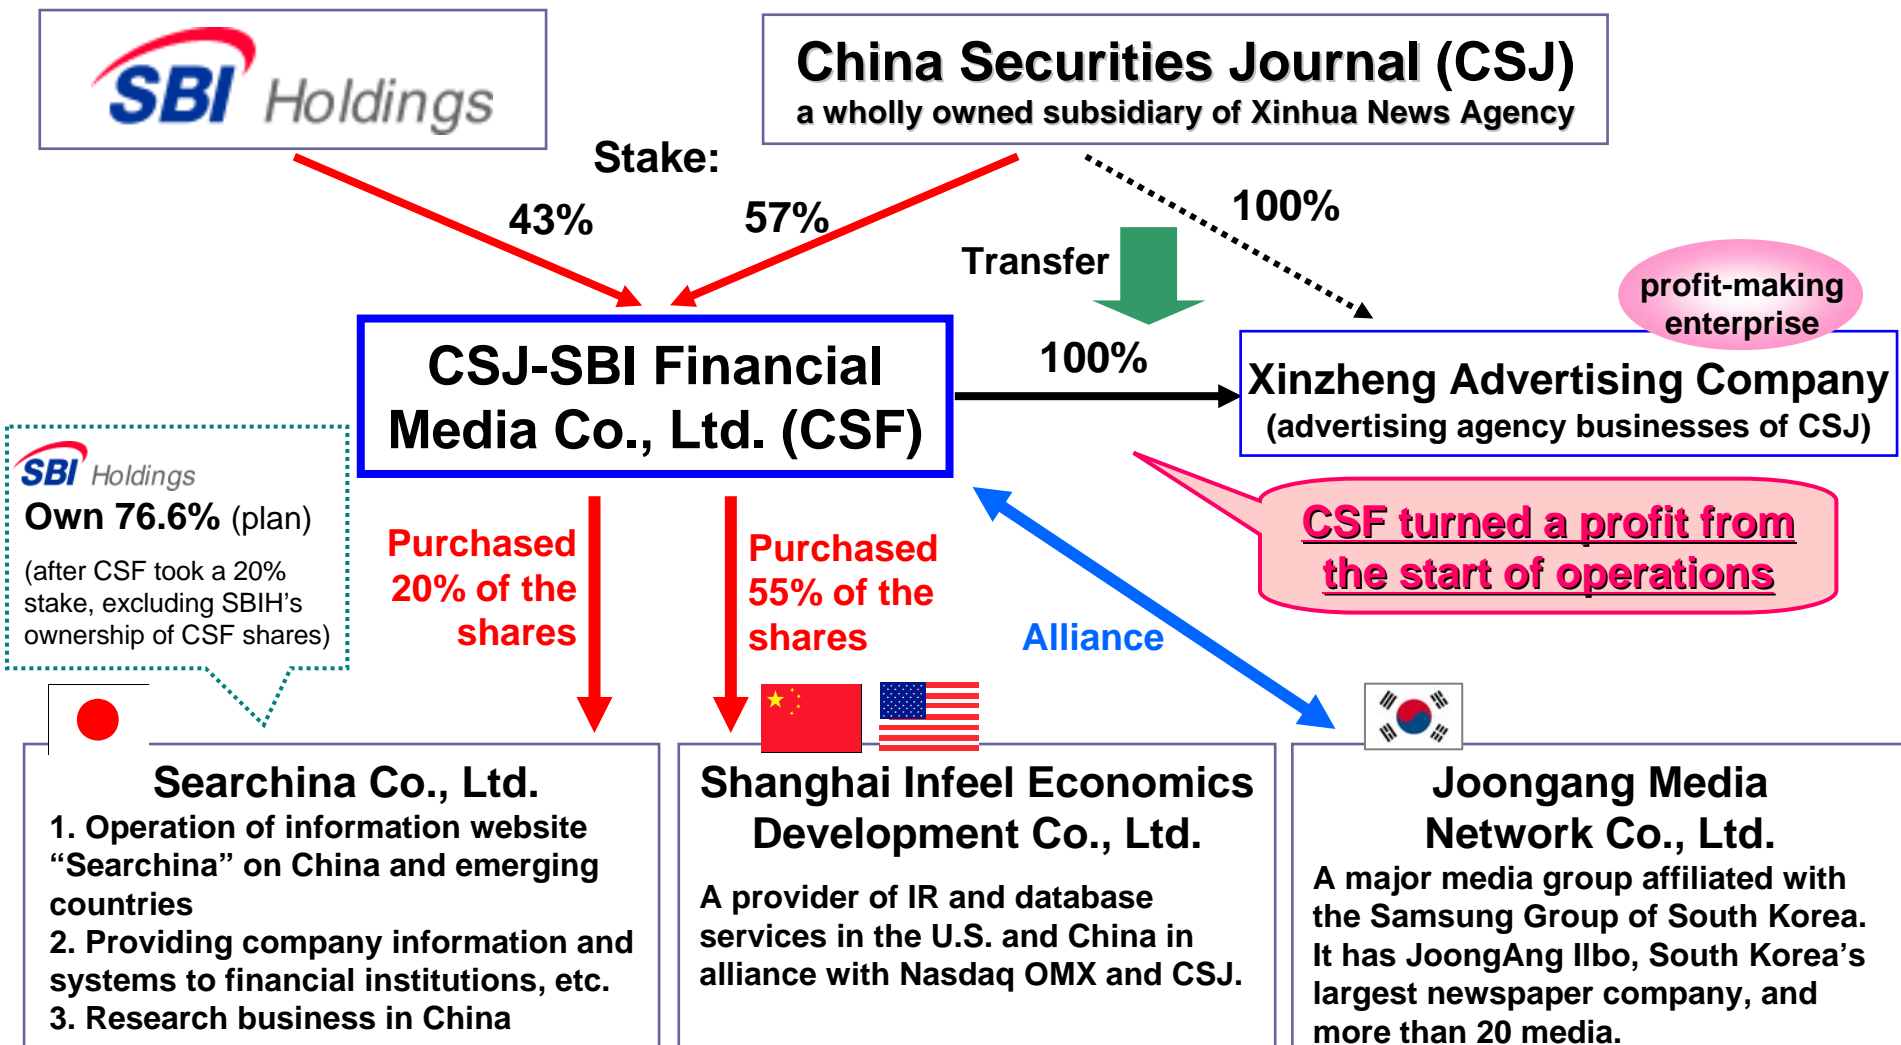 SBI Holdings
China Securities Journal (CSJ)
a wholly owned subsidiary of Xinhua News Agency
Stake:
43%
57%
100%
Transfer
profit-making
enterprise
CSJ-SBI Financial
Media Co., Ltd. (CSF)
100%
Xinzheng Advertising Company
(advertising agency businesses of CSJ)
SBI Holdings
Own 76.6% (plan)
(after CSF took a 20%
stake, excluding SBIH's
ownership of CSF shares)
Purchased
20% of the
shares
Purchased
55% of the
shares
Alliance
CSF turned a profit from
the start of operations
Searchina Co., Ltd.
1. Operation of information website
“Searchina” on China and emerging
countries
2. Providing company information and
systems to financial institutions, etc.
3. Research business in China
Shanghai Infeel Economics
Development Co., Ltd.
A provider of IR and database
services in the U.S. and China in
alliance with Nasdaq OMX and CSJ.
Joongang Media
Network Co., Ltd.
A major media group affiliated with
the Samsung Group of South Korea.
It has JoongAng Ilbo, South Korea’s
largest newspaper company, and
more than 20 media.